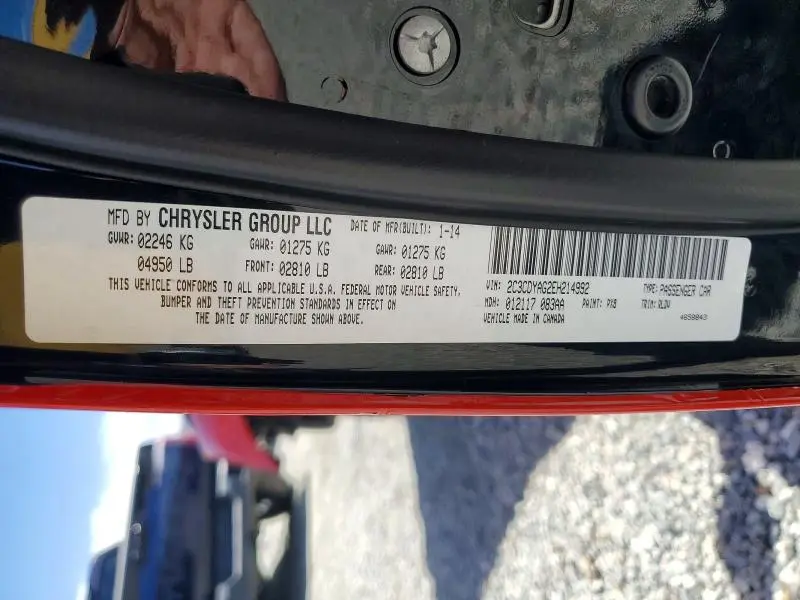 MFD BY CHRYSLER GROUP LLC DATE OF MFR(BUILT): 1-14
GVWR: 02246 KG GAWR: 01275 KG GAWR: 01275 KG
04950 LB FRONT: 02810 LB REAR: 02810 LB
THIS VEHICLE CONFORMS TO ALL APPLICABLE U.S.A. FEDERAL MOTOR VEHICLE SAFETY,
BUMPER AND THEFT PREVENTION STANDARDS IN EFFECT ON
THE DATE OF MANUFACTURE SHOWN ABOVE.
VIN: 2C3CDYAG2EH214992 TYPE: PASSENGER CAR
MDH: 012117 083AA PAINT: PX8 TRIM: RLDV
VEHICLE MADE IN CANADA